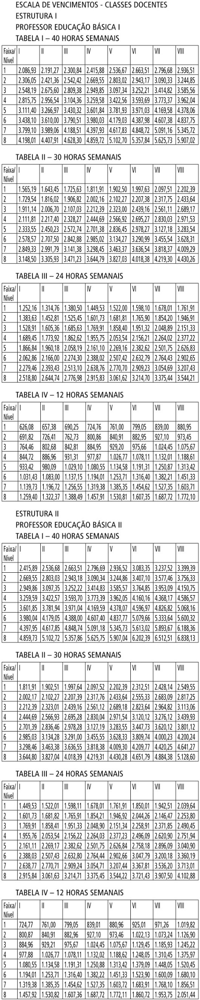 ESCALA DE VENCIMENTOS - CLASSES DOCENTES
ESTRUTURA I
PROFESSOR EDUCAÇÃO BÁSICA I
TABELA I – 40 HORAS SEMANAIS
Faixa/ I II III IV V VI VII VIII
Nível
1 2.086,93 2.191,27 2.300,84 2.415,88 2.536,67 2.663,51 2.796,68 2.936,51
2 2.306,05 2.421,36 2.542,42 2.669,55 2.803,02 2.943,17 3.090,33 3.244,85
3 2.548,19 2.675,60 2.809,38 2.949,85 3.097,34 3.252,21 3.414,82 3.585,56
4 2.815,75 2.956,54 3.104,36 3.259,58 3.422,56 3.593,69 3.773,37 3.962,04
5 3.111,40 3.266,97 3.430,32 3.601,84 3.781,93 3.971,03 4.169,58 4.378,06
6 3.438,10 3.610,00 3.790,51 3.980,03 4.179,03 4.387,98 4.607,38 4.837,75
7 3.799,10 3.989,06 4.188,51 4.397,93 4.617,83 4.848,72 5.091,16 5.345,72
8 4.198,01 4.407,91 4.628,30 4.859,72 5.102,70 5.357,84 5.625,73 5.907,02
TABELA II – 30 HORAS SEMANAIS
Faixa/ I II III IV V VI VII VIII
Nível
1 1.565,19 1.643,45 1.725,63 1.811,91 1.902,50 1.997,63 2.097,51 2.202,39
2 1.729,54 1.816,02 1.906,82 2.002,16 2.102,27 2.207,38 2.317,75 2.433,64
3 1.911,14 2.006,70 2.107,03 2.212,39 2.323,00 2.439,16 2.561,11 2.689,17
4 2.111,81 2.217,40 2.328,27 2.444,69 2.566,92 2.695,27 2.830,03 2.971,53
5 2.333,55 2.450,23 2.572,74 2.701,38 2.836,45 2.978,27 3.127,18 3.283,54
6 2.578,57 2.707,50 2.842,88 2.985,02 3.134,27 3.290,99 3.455,54 3.628,31
7 2.849,33 2.991,79 3.141,38 3.298,45 3.463,37 3.636,54 3.818,37 4.009,29
8 3.148,50 3.305,93 3.471,23 3.644,79 3.827,03 4.018,38 4.219,30 4.430,26
TABELA III – 24 HORAS SEMANAIS
Faixa/ I II III IV V VI VII VIII
Nível
1 1.252,16 1.314,76 1.380,50 1.449,53 1.522,00 1.598,10 1.678,01 1.761,91
2 1.383,63 1.452,81 1.525,45 1.601,73 1.681,81 1.765,90 1.854,20 1.946,91
3 1.528,91 1.605,36 1.685,63 1.769,91 1.858,40 1.951,32 2.048,89 2.151,33
4 1.689,45 1.773,92 1.862,62 1.955,75 2.053,54 2.156,21 2.264,02 2.377,22
5 1.866,84 1.960,18 2.058,19 2.161,10 2.269,16 2.382,62 2.501,75 2.626,83
6 2.062,86 2.166,00 2.274,30 2.388,02 2.507,42 2.632,79 2.764,43 2.902,65
7 2.279,46 2.393,43 2.513,10 2.638,76 2.770,70 2.909,23 3.054,69 3.207,43
8 2.518,80 2.644,74 2.776,98 2.915,83 3.061,62 3.214,70 3.375,44 3.544,21
TABELA IV – 12 HORAS SEMANAIS
Faixa/ I II III IV V VI VII VIII
Nível
1 626,08 657,38 690,25 724,76 761,00 799,05 839,00 880,95
2 691,82 726,41 762,73 800,86 840,91 882,95 927,10 973,45
3 764,46 802,68 842,81 884,95 929,20 975,66 1.024,45 1.075,67
4 844,72 886,96 931,31 977,87 1.026,77 1.078,11 1.132,01 1.188,61
5 933,42 980,09 1.029,10 1.080,55 1.134,58 1.191,31 1.250,87 1.313,42
6 1.031,43 1.083,00 1.137,15 1.194,01 1.253,71 1.316,40 1.382,21 1.451,33
7 1.139,73 1.196,72 1.256,55 1.319,38 1.385,35 1.454,62 1.527,35 1.603,71
8 1.259,40 1.322,37 1.388,49 1.457,91 1.530,81 1.607,35 1.687,72 1.772,10
ESTRUTURA II
PROFESSOR EDUCAÇÃO BÁSICA II
TABELA I – 40 HORAS SEMANAIS
Faixa/ I II III IV V VI VII VIII
Nível
1 2.415,89 2.536,68 2.663,51 2.796,69 2.936,52 3.083,35 3.237,52 3.399,39
2 2.669,55 2.803,03 2.943,18 3.090,34 3.244,86 3.407,10 3.577,46 3.756,33
3 2.949,86 3.097,35 3.252,22 3.414,83 3.585,57 3.764,85 3.953,09 4.150,75
4 3.259,59 3.422,57 3.593,70 3.773,39 3.962,05 4.160,16 4.368,17 4.586,57
5 3.601,85 3.781,94 3.971,04 4.169,59 4.378,07 4.596,97 4.826,82 5.068,16
6 3.980,04 4.179,05 4.388,00 4.607,40 4.837,77 5.079,66 5.333,64 5.600,32
7 4.397,95 4.617,85 4.848,74 5.091,18 5.345,73 5.613,02 5.893,67 6.188,36
8 4.859,73 5.102,72 5.357,86 5.625,75 5.907,04 6.202,39 6.512,51 6.838,13
TABELA II – 30 HORAS SEMANAIS
Faixa/ I II III IV V VI VII VIII
Nível
1 1.811,91 1.902,51 1.997,64 2.097,52 2.202,39 2.312,51 2.428,14 2.549,55
2 2.002,17 2.102,27 2.207,39 2.317,76 2.433,64 2.555,33 2.683,09 2.817,25
3 2.212,39 2.323,01 2.439,16 2.561,12 2.689,18 2.823,64 2.964,82 3.113,06
4 2.444,69 2.566,93 2.695,28 2.830,04 2.971,54 3.120,12 3.276,12 3.439,93
5 2.701,39 2.836,46 2.978,28 3.127,19 3.283,55 3.447,73 3.620,12 3.801,12
6 2.985,03 3.134,28 3.291,00 3.455,55 3.628,33 3.809,74 4.000,23 4.200,24
7 3.298,46 3.463,38 3.636,55 3.818,38 4.009,30 4.209,77 4.420,25 4.641,27
8 3.644,80 3.827,04 4.018,39 4.219,31 4.430,28 4.651,79 4.884,38 5.128,60
TABELA III – 24 HORAS SEMANAIS
Faixa/ I II III IV V VI VII VIII
Nível
1 1.449,53 1.522,01 1.598,11 1.678,01 1.761,91 1.850,01 1.942,51 2.039,64
2 1.601,73 1.681,82 1.765,91 1.854,21 1.946,92 2.044,26 2.146,47 2.253,80
3 1.769,91 1.858,41 1.951,33 2.048,90 2.151,34 2.258,91 2.371,85 2.490,45
4 1.955,76 2.053,54 2.156,22 2.264,03 2.377,23 2.496,09 2.620,90 2.751,94
5 2.161,11 2.269,17 2.382,62 2.501,75 2.626,84 2.758,18 2.896,09 3.040,90
6 2.388,03 2.507,43 2.632,80 2.764,44 2.902,66 3.047,79 3.200,18 3.360,19
7 2.638,77 2.770,71 2.909,24 3.054,71 3.207,44 3.367,81 3.536,20 3.713,01
8 2.915,84 3.061,63 3.214,71 3.375,45 3.544,22 3.721,43 3.907,50 4.102,88
TABELA IV – 12 HORAS SEMANAIS
Faixa/ I II III IV V VI VII VIII
Nível
1 724,77 761,00 799,05 839,01 880,96 925,01 971,26 1.019,82
2 800,87 840,91 882,96 927,10 973,46 1.022,13 1.073,24 1.126,90
3 884,96 929,21 975,67 1.024,45 1.075,67 1.129,45 1.185,93 1.245,22
4 977,88 1.026,77 1.078,11 1.132,02 1.188,62 1.248,05 1.310,45 1.375,97
5 1.080,55 1.134,58 1.191,31 1.250,88 1.313,42 1.379,09 1.448,05 1.520,45
6 1.194,01 1.253,71 1.316,40 1.382,22 1.451,33 1.523,90 1.600,09 1.680,10
7 1.319,38 1.385,35 1.454,62 1.527,35 1.603,72 1.683,91 1.768,10 1.856,51
8 1.457,92 1.530,82 1.607,36 1.687,72 1.772,11 1.860,72 1.953,75 2.051,44